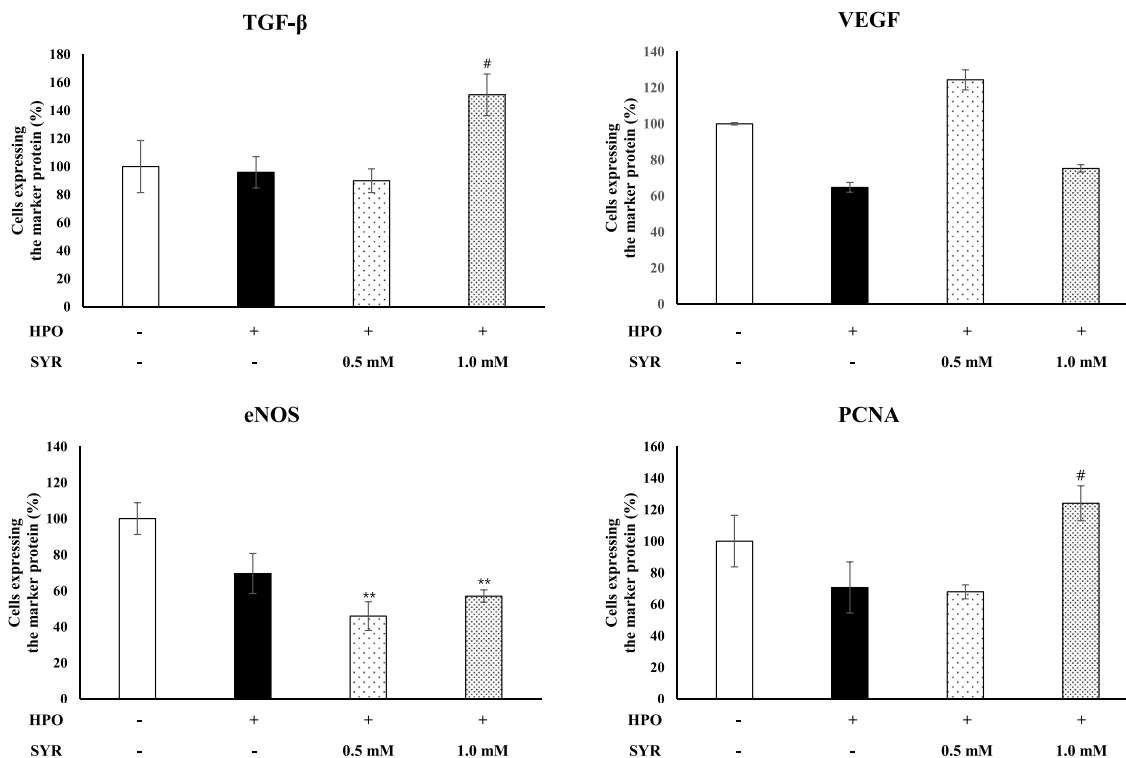 TGF-β
Cells expressing
the marker protein (%)
180
160
140
120
100
80
60
40
20
0
#
HPO - + + +
SYR - - 0.5 mM 1.0 mM
VEGF
Cells expressing
the marker protein (%)
140
120
100
80
60
40
20
0
HPO - + + +
SYR - - 0.5 mM 1.0 mM
eNOS
Cells expressing
the marker protein (%)
140
120
100
80
60
40
20
0
**
**
HPO - + + +
SYR - - 0.5 mM 1.0 mM
PCNA
Cells expressing
the marker protein (%)
160
140
120
100
80
60
40
20
0
#
HPO - + + +
SYR - - 0.5 mM 1.0 mM